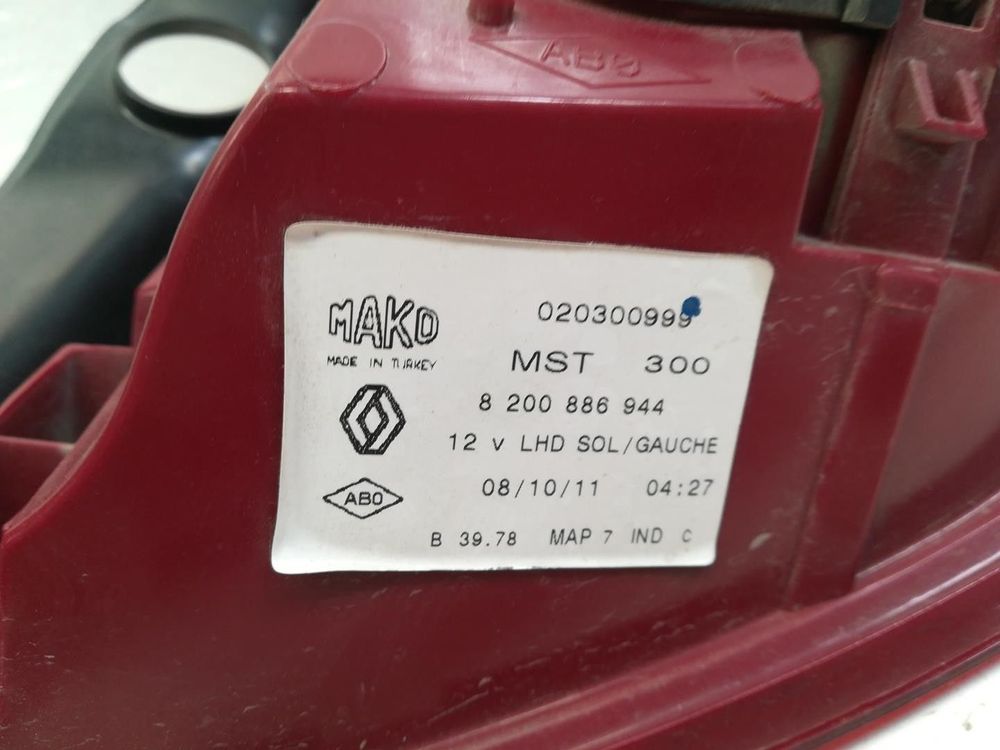 ABO
MAKO
020300999
MADE IN TURKEY
MST 300
8 200 886 944
12 v LHD SOL/GAUCHE
ABO
08/10/11 04:27
B 39.78 MAP 7 IND C